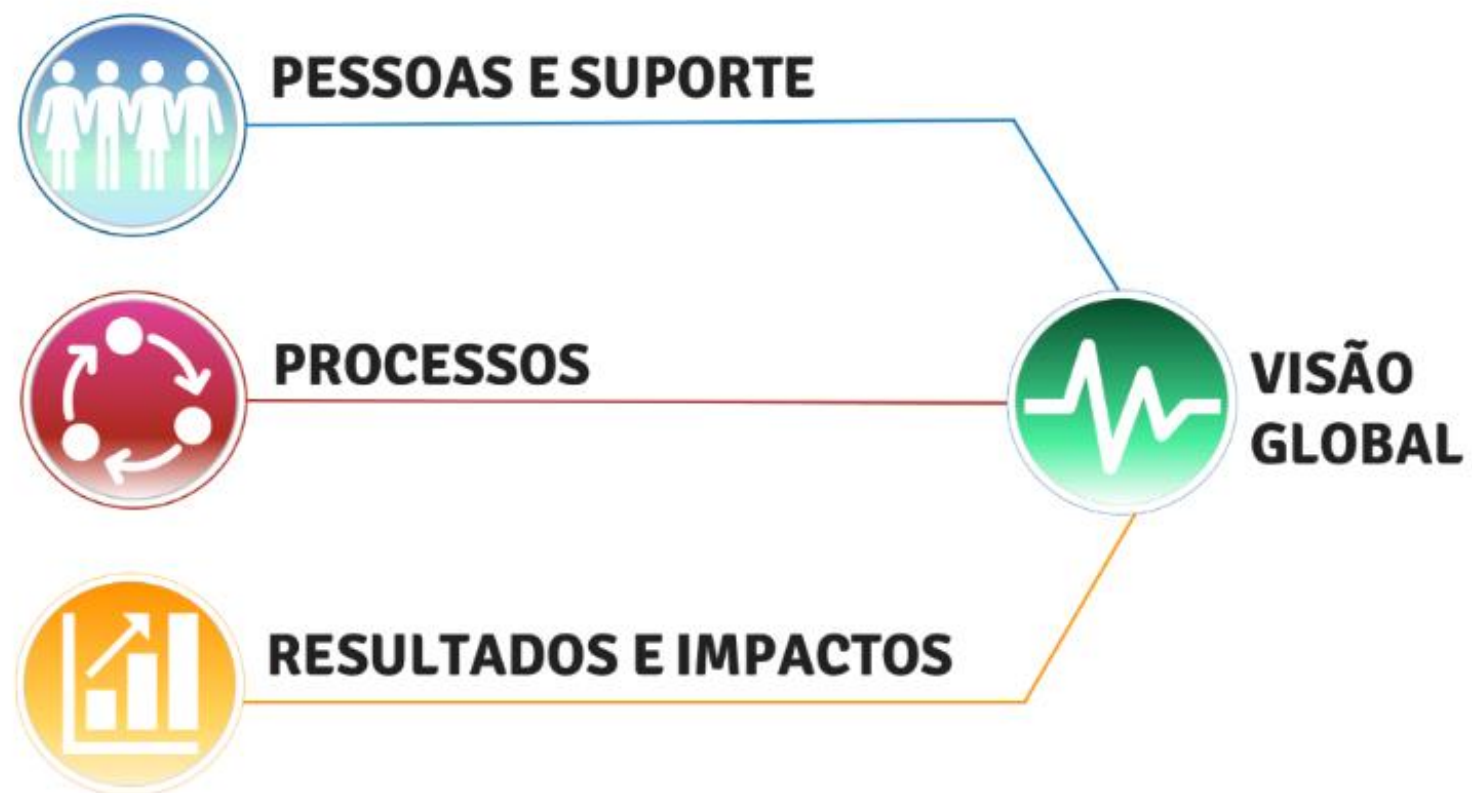 PESSOAS E SUPORTE
PROCESSOS
VISÃO
GLOBAL
RESULTADOS E IMPACTOS